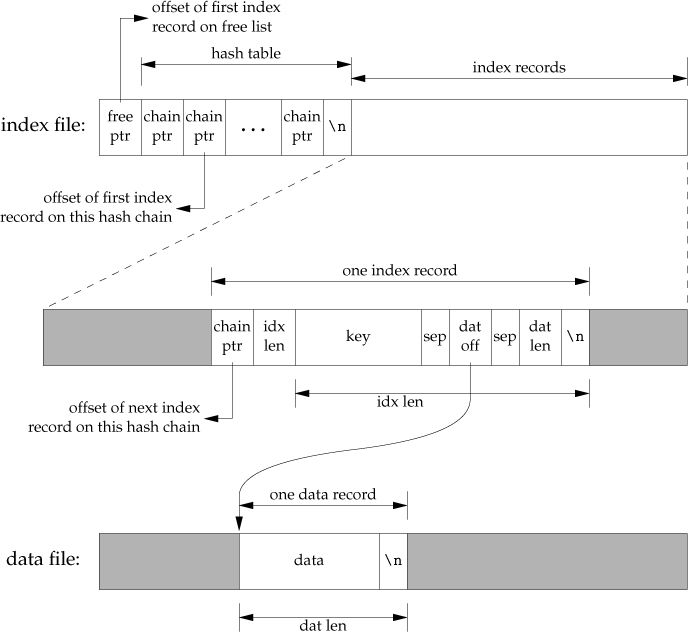 offset of first index
record on free list
hash table
index records
index file:
free
ptr
chain
ptr
chain
ptr
...
chain
ptr
\n
offset of first index
record on this hash chain
one index record
chain
ptr
idx
len
key
sep
dat
off
sep
dat
len
\n
offset of next index
record on this hash chain
idx len
one data record
data file:
data
\n
dat len